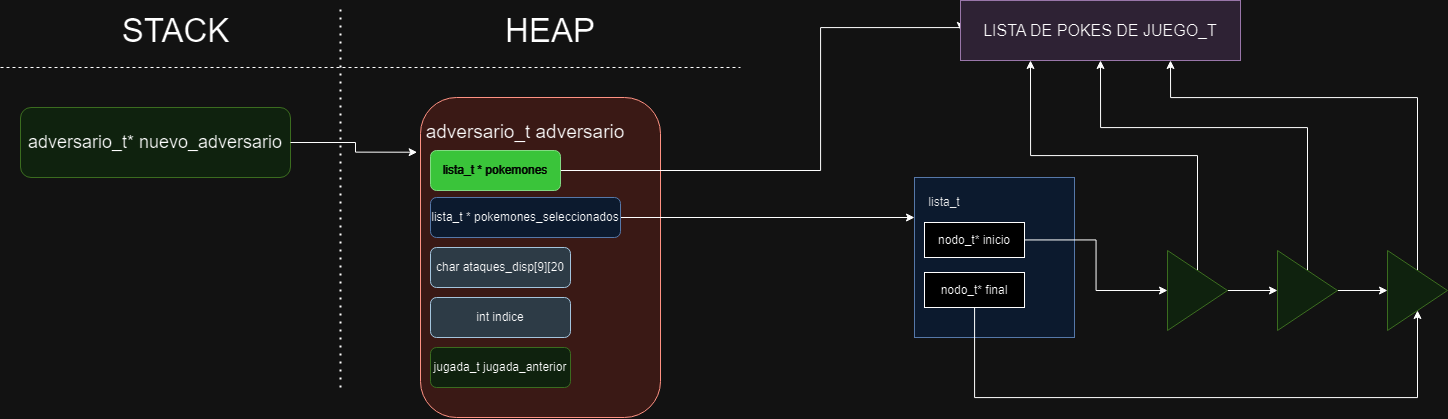 STACK
HEAP
LISTA DE POKES DE JUEGO_T
adversario_t* nuevo_adversario
adversario_t adversario
lista_t * pokemones
lista_t * pokemones_seleccionados
char ataques_disp[9][20
int indice
jugada_t jugada_anterior
lista_t
nodo_t* inicio
nodo_t* final